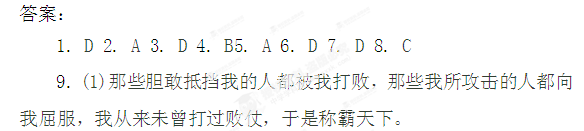 答案:
1. D 2. A 3. D 4. B5. A 6. D 7. D 8. C
9. (1)那些胆敢抵挡我的人都被我打败，那些我所攻击的人都向
我屈服，我从来未曾打过败仗，于是称霸天下。